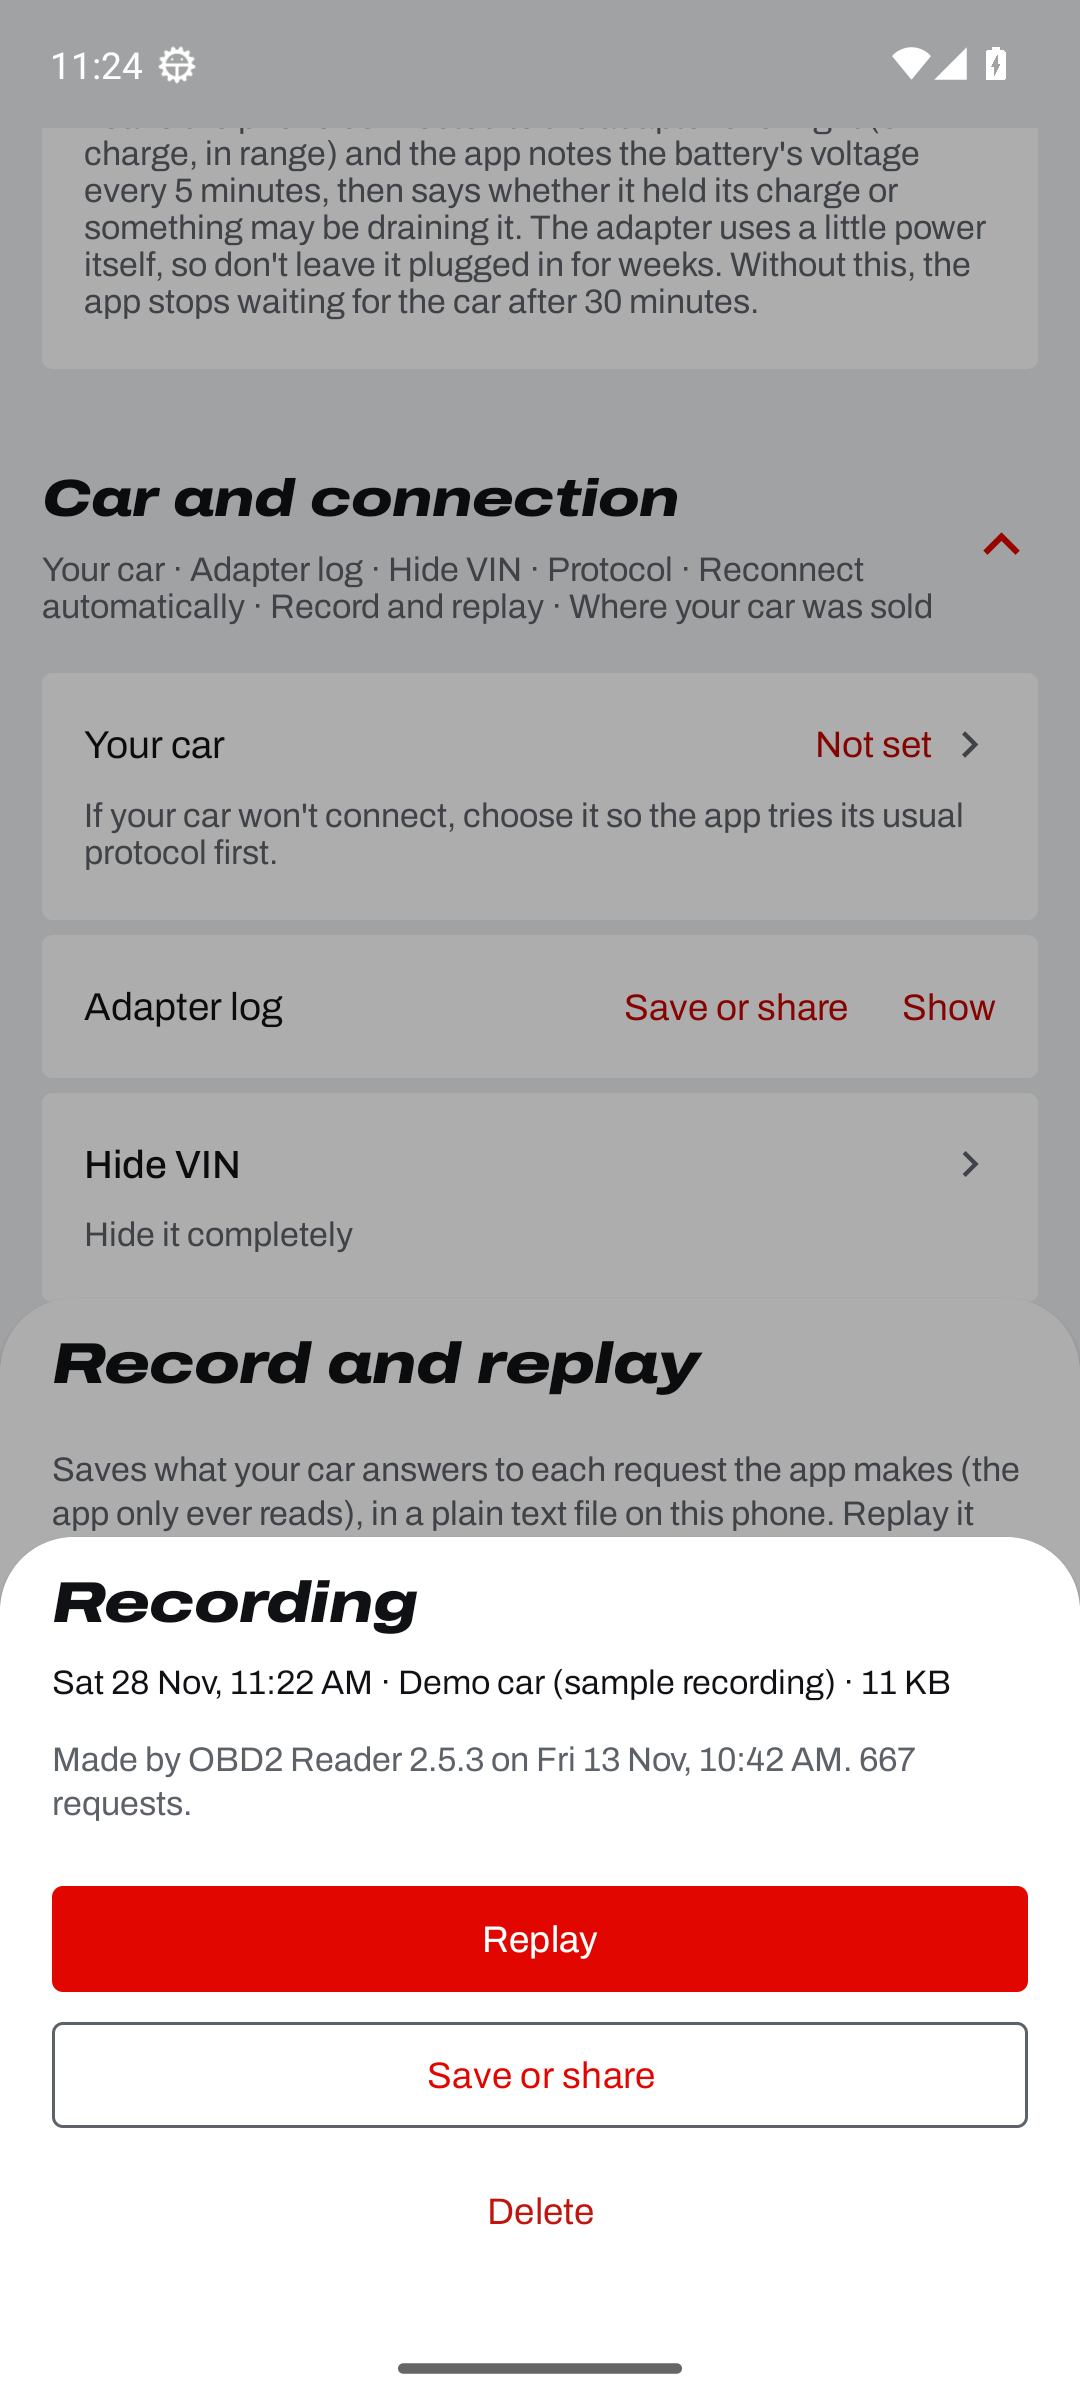 11:24
charge, in range) and the app notes the battery's voltage
every 5 minutes, then says whether it held its charge or
something may be draining it. The adapter uses a little power
itself, so don't leave it plugged in for weeks. Without this, the
app stops waiting for the car after 30 minutes.
Car and connection
Your car · Adapter log · Hide VIN · Protocol · Reconnect
automatically · Record and replay · Where your car was sold
Your car
Not set
If your car won't connect, choose it so the app tries its usual
protocol first.
Adapter log
Save or share
Show
Hide VIN
Hide it completely
Record and replay
Saves what your car answers to each request the app makes (the
app only ever reads), in a plain text file on this phone. Replay it
Recording
Sat 28 Nov, 11:22 AM · Demo car (sample recording) · 11 KB
Made by OBD2 Reader 2.5.3 on Fri 13 Nov, 10:42 AM. 667
requests.
Replay
Save or share
Delete